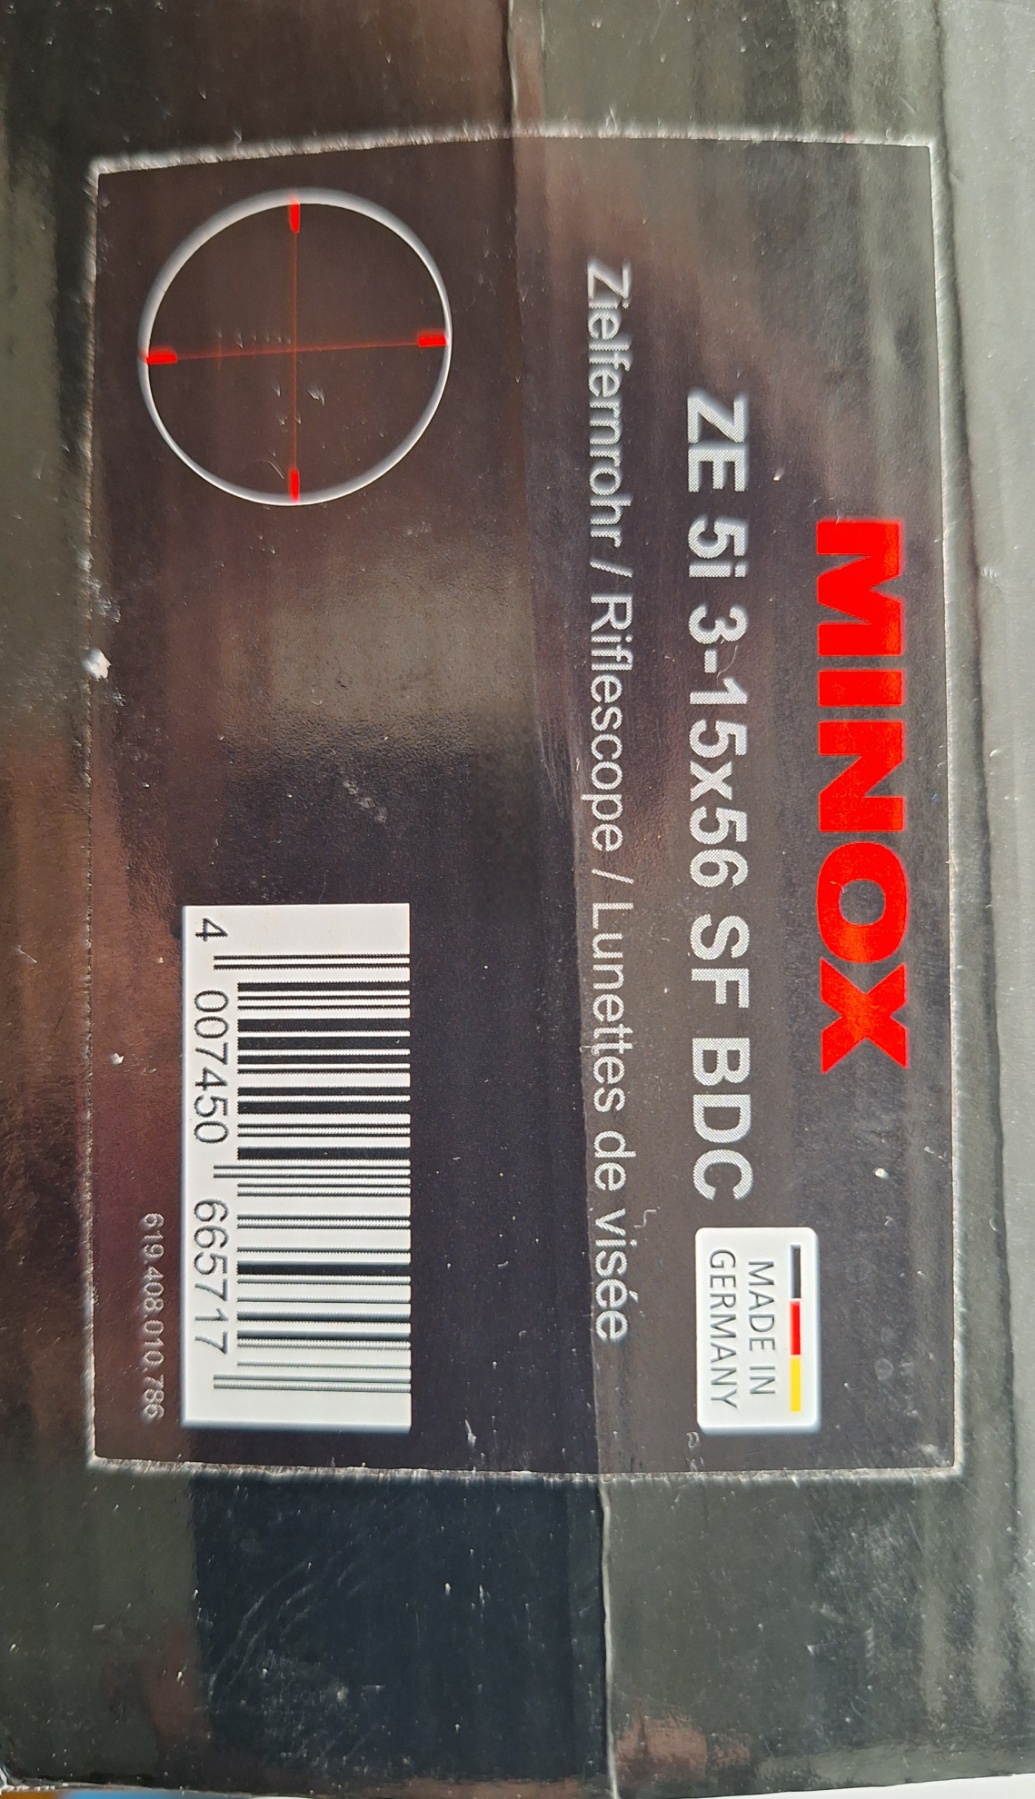 MINOX
ZE 5i 3-15x56 SF BDC
MADE IN
GERMANY
Zielfernrohr / Riflescope / Lunettes de visée
4 007450 665717
619.408.010.786